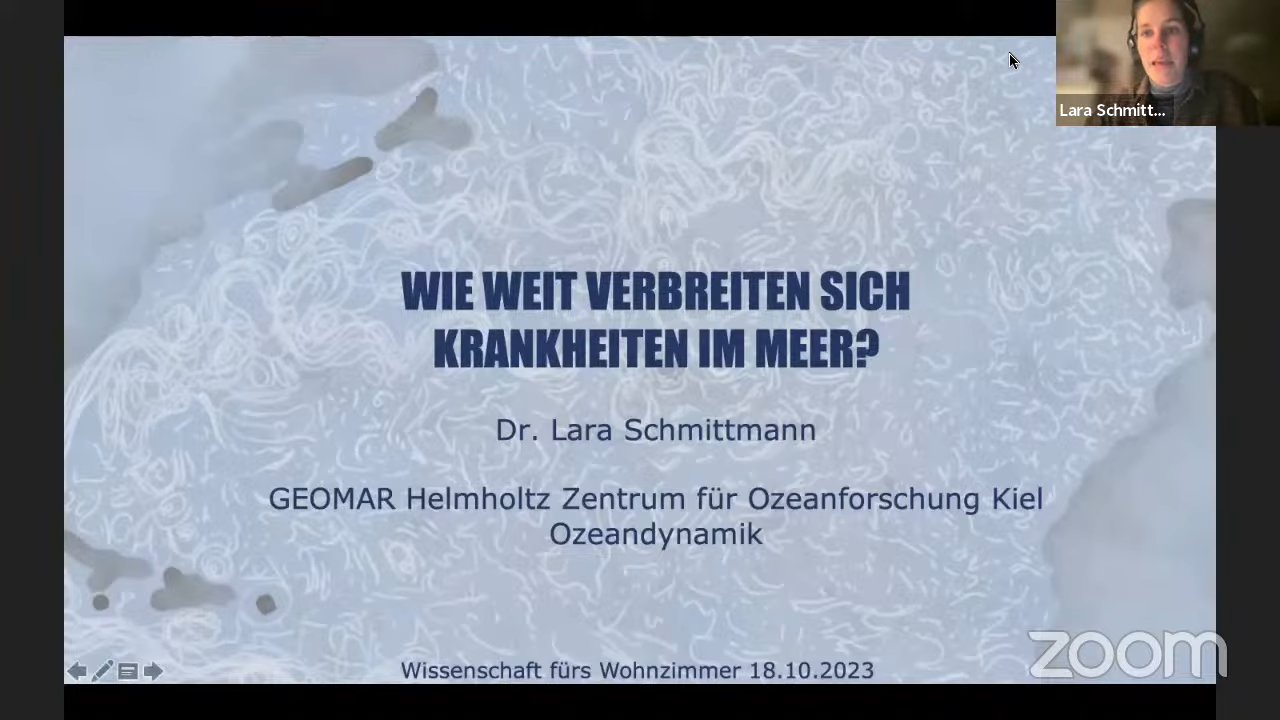 Lara Schmitt...
WIE WEIT VERBREITEN SICH
KRANKHEITEN IM MEER?
Dr. Lara Schmittmann
GEOMAR Helmholtz Zentrum für Ozeanforschung Kiel
Ozeandynamik
Wissenschaft fürs Wohnzimmer 18.10.2023
zoom